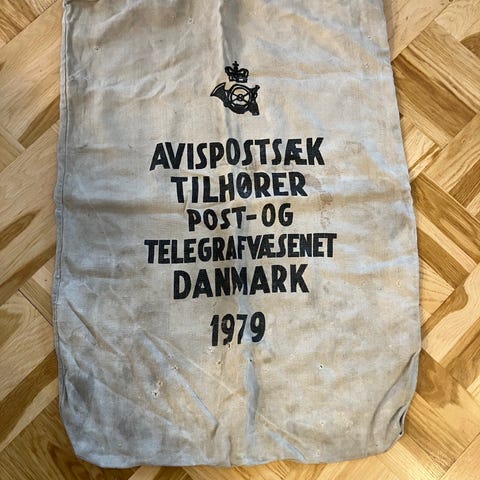 AVISPOSTSÆK
TILHØRER
POST-OG
TELEGRAFVÆSENET
DANMARK
1979